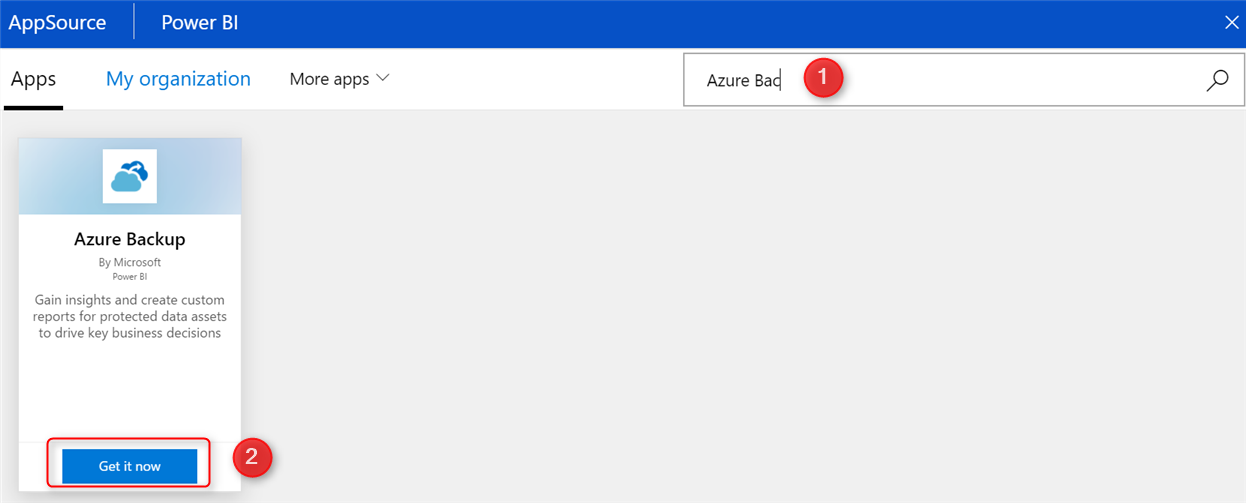 AppSource Power BI
Apps My organization More apps Azure Bac 1
Azure Backup
By Microsoft
Power BI
Gain insights and create custom
reports for protected data assets
to drive key business decisions
Get it now 2